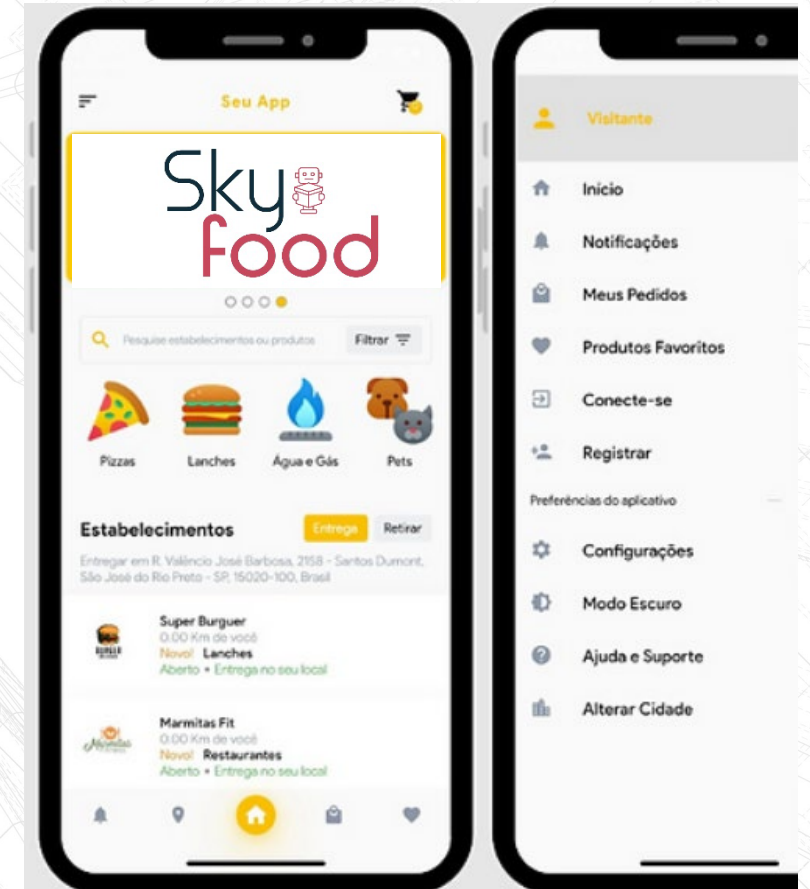 Seu App
Sky
food
Pesquise estabelecimentos ou produtos
Filtrar
Pizzas
Lanches
Água e Gás
Pets
Estabelecimentos
Entrega
Retirar
Entregar em R. Valêncio José Barbosa, 2158 - Santos Dumont,
São José do Rio Preto - SP, 15020-100, Brasil
Super Burguer
0.00 Km de você
Novo! Lanches
Aberto • Entrega no seu local
BURGER
Marmitas Fit
0.00 Km de você
Novo! Restaurantes
Aberto • Entrega no seu local
Marmitas
Visitante
Início
Notificações
Meus Pedidos
Produtos Favoritos
Conecte-se
Registrar
Preferências do aplicativo
Configurações
Modo Escuro
Ajuda e Suporte
Alterar Cidade